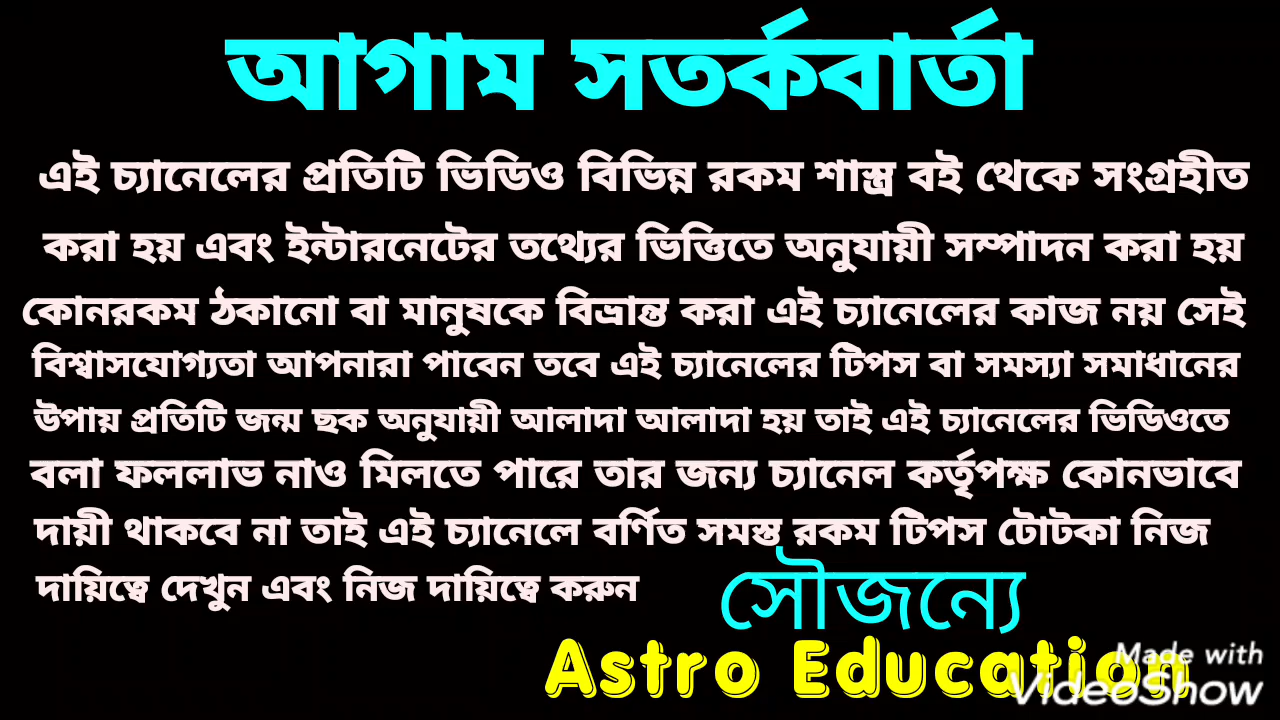 আগাম সতর্কবার্তা
এই চ্যানেলের প্রতিটি ভিডিও বিভিন্ন রকম শাস্ত্র বই থেকে সংগ্রহীত
করা হয় এবং ইন্টারনেটের তথ্যের ভিত্তিতে অনুযায়ী সম্পাদন করা হয়
কোনরকম ঠকানো বা মানুষকে বিভ্রান্ত করা এই চ্যানেলের কাজ নয় সেই
বিশ্বাসযোগ্যতা আপনারা পাবেন তবে এই চ্যানেলের টিপস বা সমস্যা সমাধানের
উপায় প্রতিটি জন্ম ছক অনুযায়ী আলাদা আলাদা হয় তাই এই চ্যানেলের ভিডিওতে
বলা ফললাভ নাও মিলতে পারে তার জন্য চ্যানেল কর্তৃপক্ষ কোনভাবে
দায়ী থাকবে না তাই এই চ্যানেলে বর্ণিত সমস্ত রকম টিপস টোটকা নিজ
দায়িত্বে দেখুন এবং নিজ দায়িত্বে করুন
সৌজন্যে
Astro Education
Made with
VideoShow